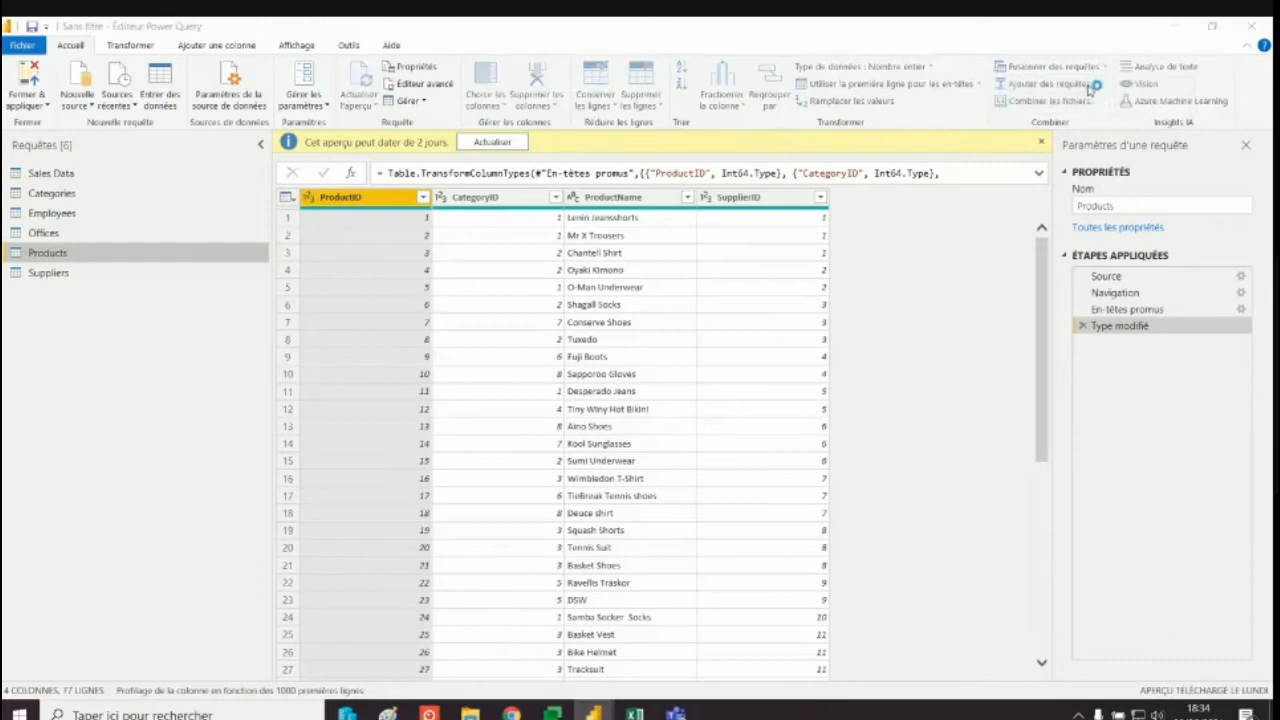 Sans titre - Éditeur Power Query
Fichier Accueil Transformer Ajouter une colonne Affichage Outils Aide
Fermer & appliquer
Fermer
Nouvelle source Sources récentes Entrer des données
Nouvelle requête
Paramètres de la source de données
Sources de données
Gérer les paramètres
Paramètres
Actualiser l'aperçu
Propriétés
Éditeur avancé
Gérer
Requête
Choisir les colonnes Supprimer les colonnes
Gérer les colonnes
Conserver les lignes Supprimer les lignes
Réduire les lignes
Trier
Fractionner la colonne Regrouper par
Type de données : Nombre entier
Utiliser la première ligne pour les en-têtes
Remplacer les valeurs
Transformer
Fusionner des requêtes
Ajouter des requêtes
Combiner les fichiers
Combiner
Analyse de texte
Vision
Azure Machine Learning
Insights IA
Requêtes [6]
Sales Data
Categories
Employees
Offices
Products
Suppliers
Cet aperçu peut dater de 2 jours. Actualiser
= Table.TransformColumnTypes(#"En-têtes promus",{{"ProductID", Int64.Type}, {"CategoryID", Int64.Type},
ProductID CategoryID ProductName SupplierID
1 1 1 Lenin Jeansshorts 1
2 2 1 Mr X Trousers 1
3 3 2 Chantell Shirt 1
4 4 2 Oyaki Kimono 2
5 5 1 O-Man Underwear 2
6 6 2 Shagall Socks 3
7 7 7 Conserve Shoes 3
8 8 2 Tuxedo 3
9 9 6 Fuji Boots 4
10 10 8 Sapporoo Gloves 4
11 11 1 Desperado Jeans 5
12 12 4 Tiny Winy Hot Bikini 5
13 13 8 Aino Shoes 6
14 14 7 Kool Sunglasses 6
15 15 2 Sumi Underwear 6
16 16 3 Wimbledon T-Shirt 7
17 17 6 TieBreak Tennis shoes 7
18 18 8 Deuce shirt 7
19 19 3 Squash Shorts 8
20 20 3 Tennis Suit 8
21 21 3 Basket Shoes 8
22 22 5 Ravellis Traskor 9
23 23 5 DSW 9
24 24 1 Samba Socker Socks 10
25 25 3 Basket Vest 11
26 26 3 Bike Helmet 11
27 27 3 Tracksuit 11
Paramètres d'une requête
PROPRIÉTÉS
Nom
Products
Toutes les propriétés
ÉTAPES APPLIQUÉES
Source
Navigation
En-têtes promus
Type modifié
4 COLONNES, 77 LIGNES Profilage de la colonne en fonction des 1000 premières lignes APERÇU TÉLÉCHARGÉ LE LUNDI
Taper ici pour rechercher 18:34